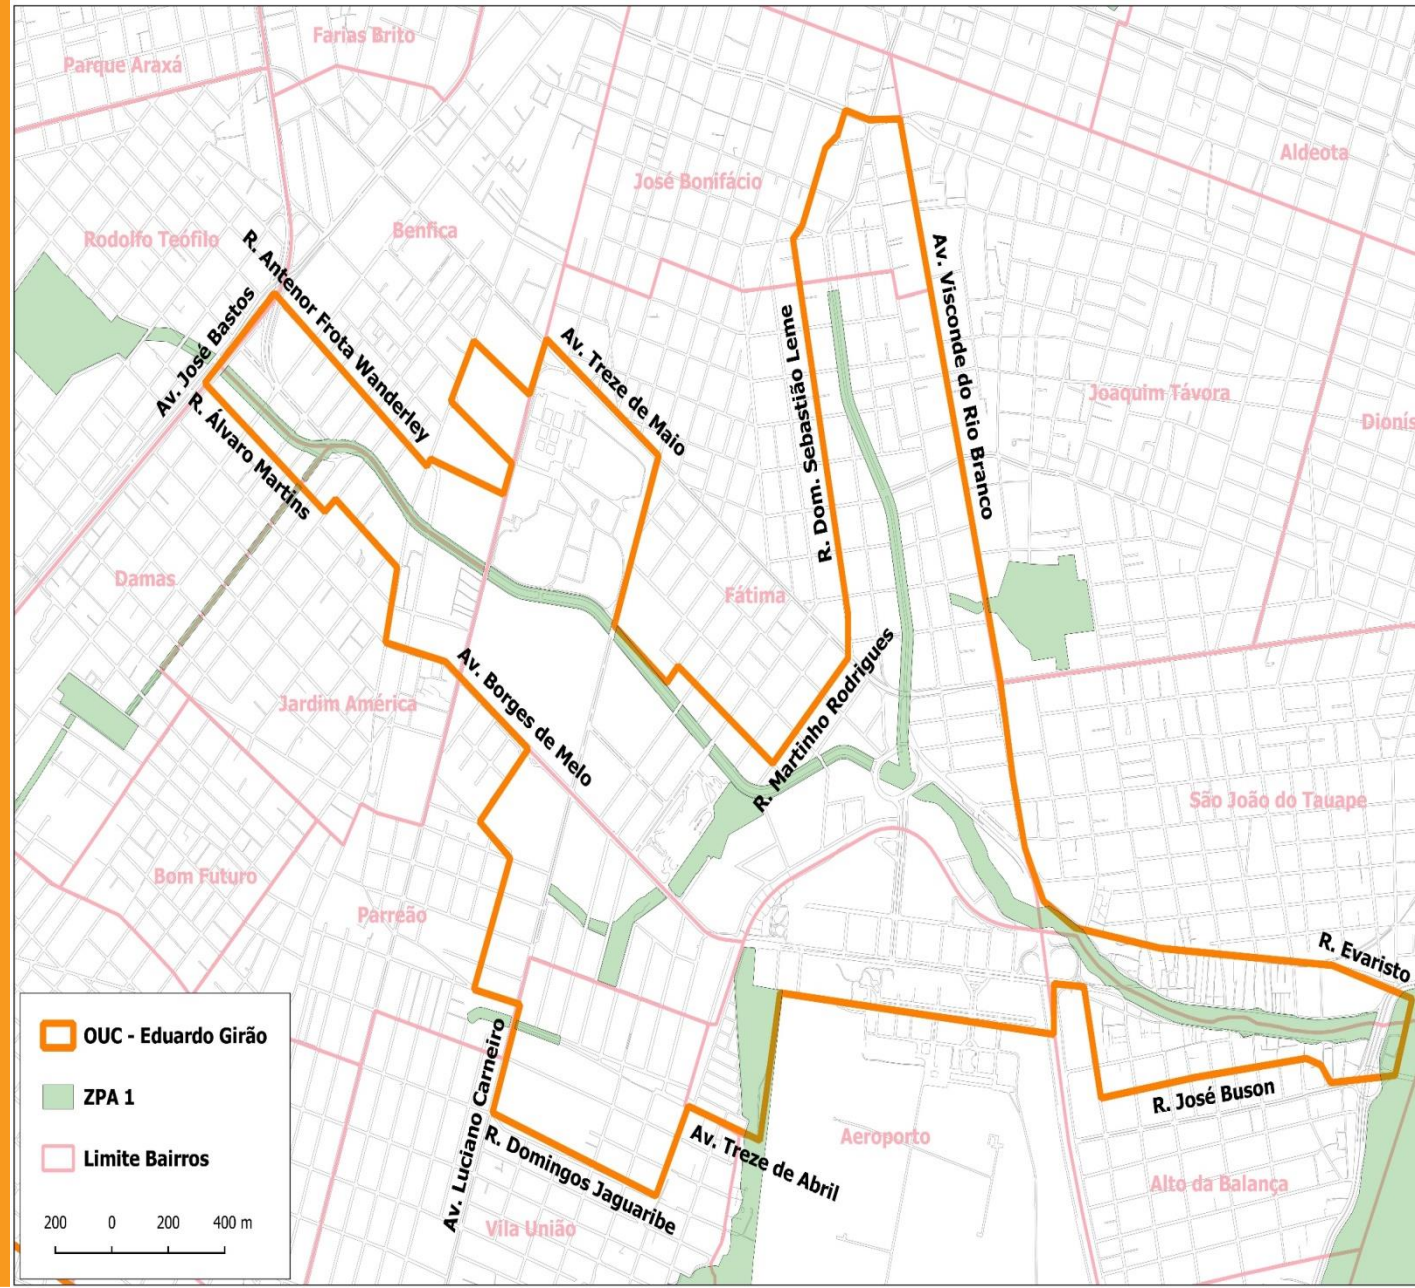 Farias Brito
Parque Araxá
Aldeota
José Bonifácio
Benfica
Rodolfo Teófilo
R. Antenor Frota Wanderley
Av. José Bastos
Av. Visconde do Rio Branco
R. Dom. Sebastião Leme
Av. Treze de Maio
Joaquim Távora
Dionís
R. Álvaro Martins
Damas
Fátima
R. Martinho Rodrigues
Jardim América
Av. Borges de Melo
São João do Tauape
Bom Futuro
Parreão
R. Evaristo
OUC - Eduardo Girão
ZPA 1
Limite Bairros
200 0 200 400 m
Av. Luciano Carneiro
R. Domingos Jaguaribe
Av. Treze de Abril
Aeroporto
R. José Buson
Alto da Balança
Vila União